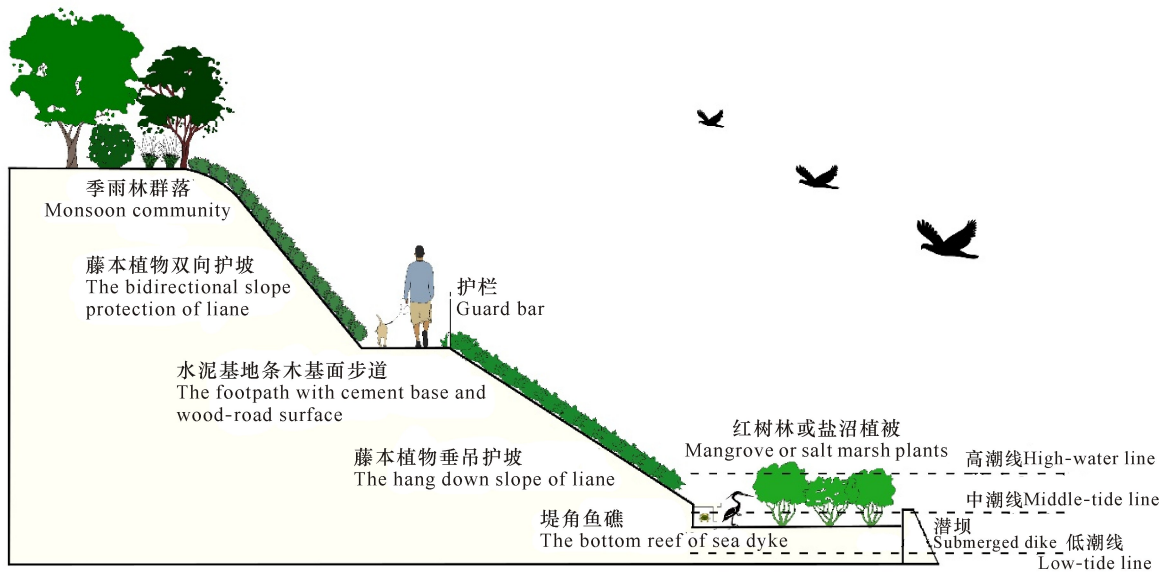 季雨林群落
Monsoon community
藤本植物双向护坡
The bidirectional slope
protection of liane
护栏
Guard bar
水泥基地条木基面步道
The footpath with cement base and
wood-road surface
藤本植物垂吊护坡
The hang down slope of liane
红树林或盐沼植被
Mangrove or salt marsh plants
高潮线High-water line
中潮线Middle-tide line
堤角鱼礁
The bottom reef of sea dyke
潜坝
Submerged dike
低潮线
Low-tide line